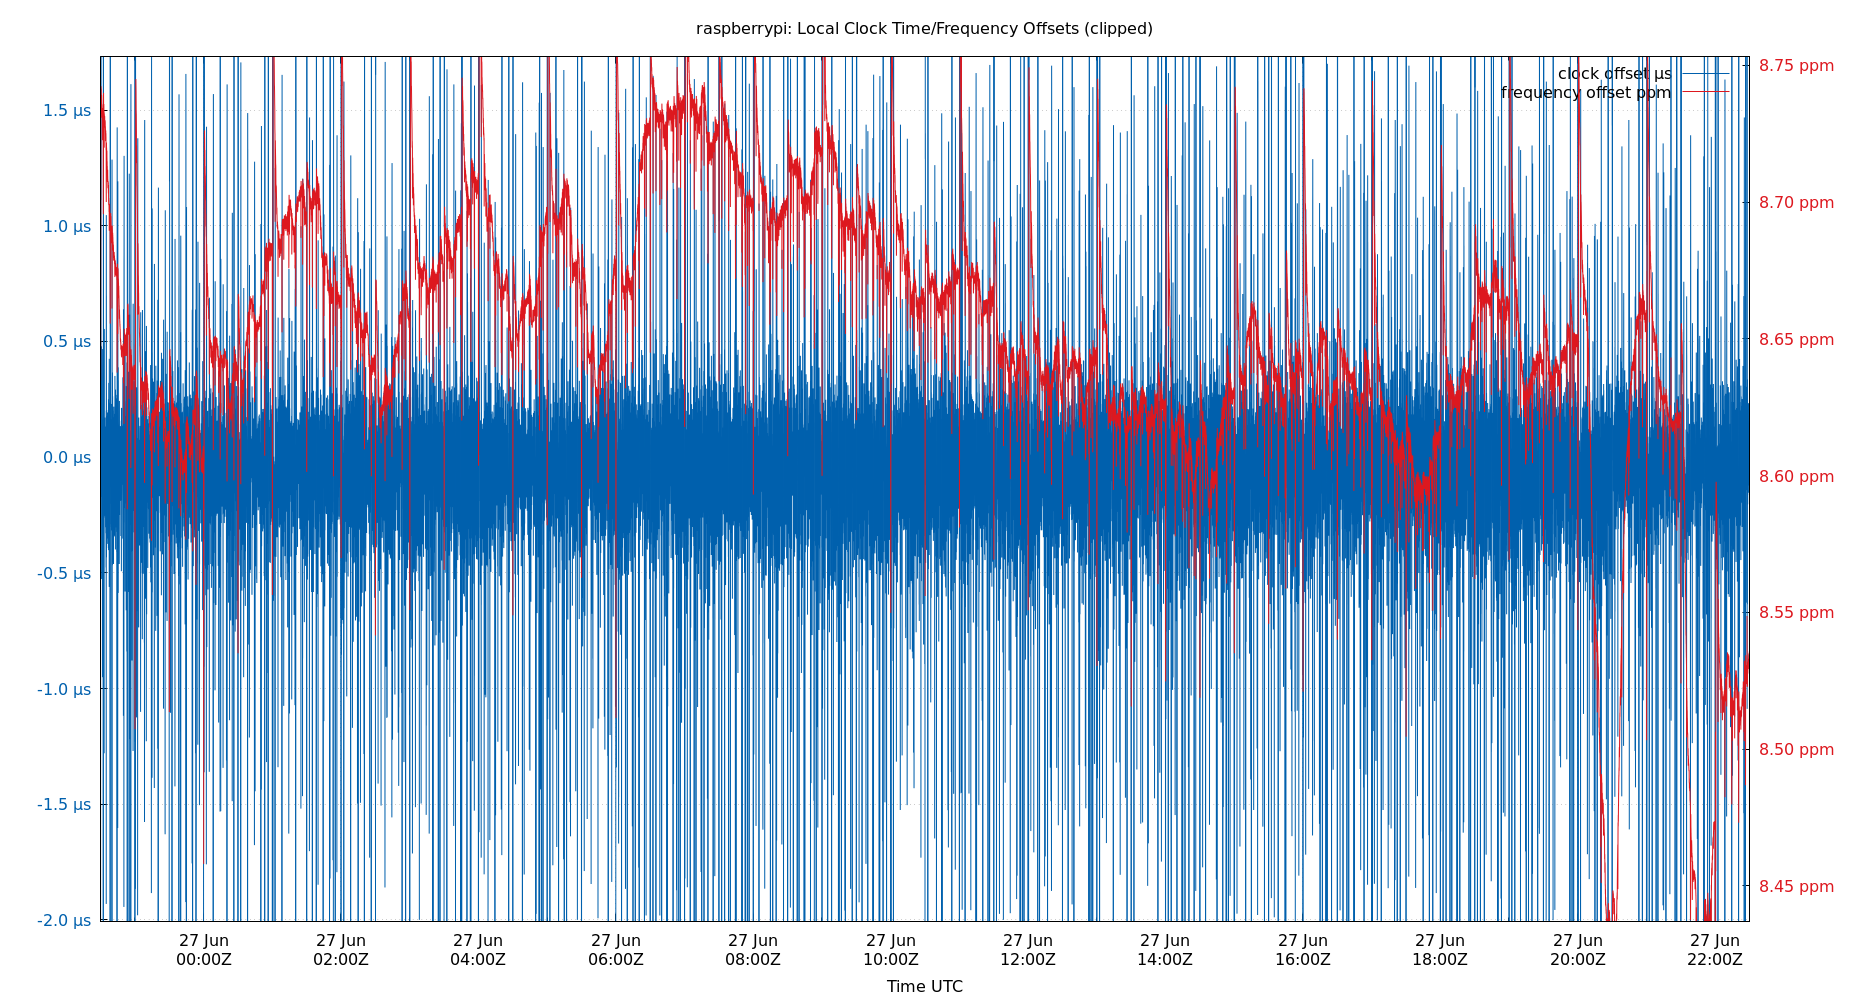 raspberrypi: Local Clock Time/Frequency Offsets (clipped)
clock offset µs
frequency offset ppm
1.5 µs
1.0 µs
0.5 µs
0.0 µs
-0.5 µs
-1.0 µs
-1.5 µs
-2.0 µs
8.75 ppm
8.70 ppm
8.65 ppm
8.60 ppm
8.55 ppm
8.50 ppm
8.45 ppm
27 Jun 27 Jun 27 Jun 27 Jun 27 Jun 27 Jun 27 Jun 27 Jun 27 Jun 27 Jun 27 Jun 27 Jun
00:00Z 02:00Z 04:00Z 06:00Z 08:00Z 10:00Z 12:00Z 14:00Z 16:00Z 18:00Z 20:00Z 22:00Z
Time UTC